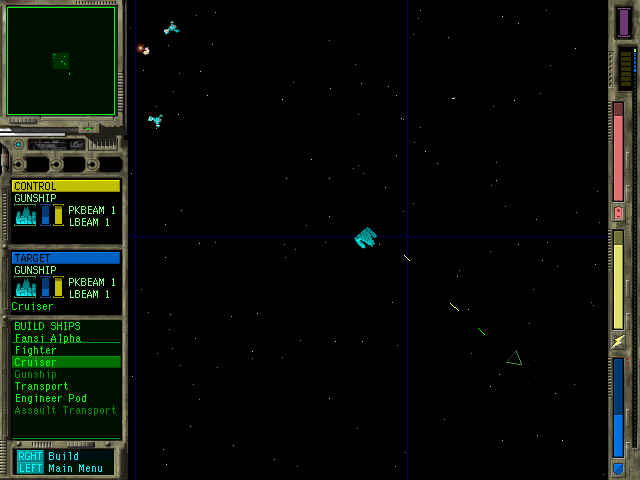 CONTROL
GUNSHIP
PKBEAM 1
LBEAM 1
TARGET
GUNSHIP
PKBEAM 1
LBEAM 1
Cruiser
BUILD SHIPS
Fansi Alpha
Fighter
Cruiser
Gunship
Transport
Engineer Pod
Assault Transport
RGHT Build
LEFT Main Menu